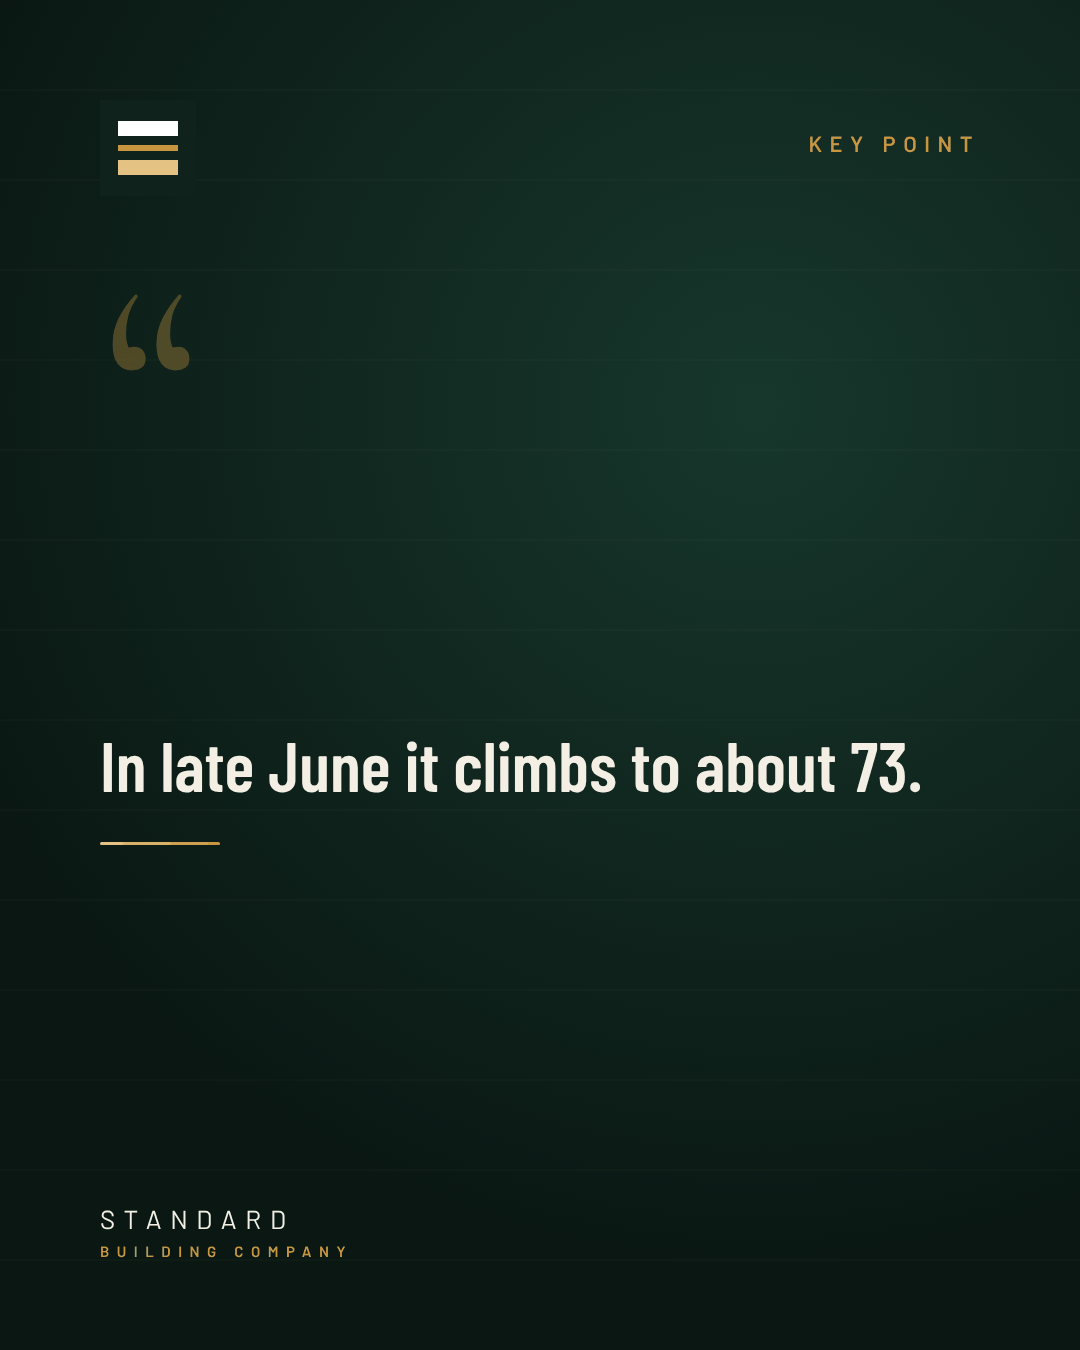 KEY POINT
“
In late June it climbs to about 73.
STANDARD
BUILDING COMPANY